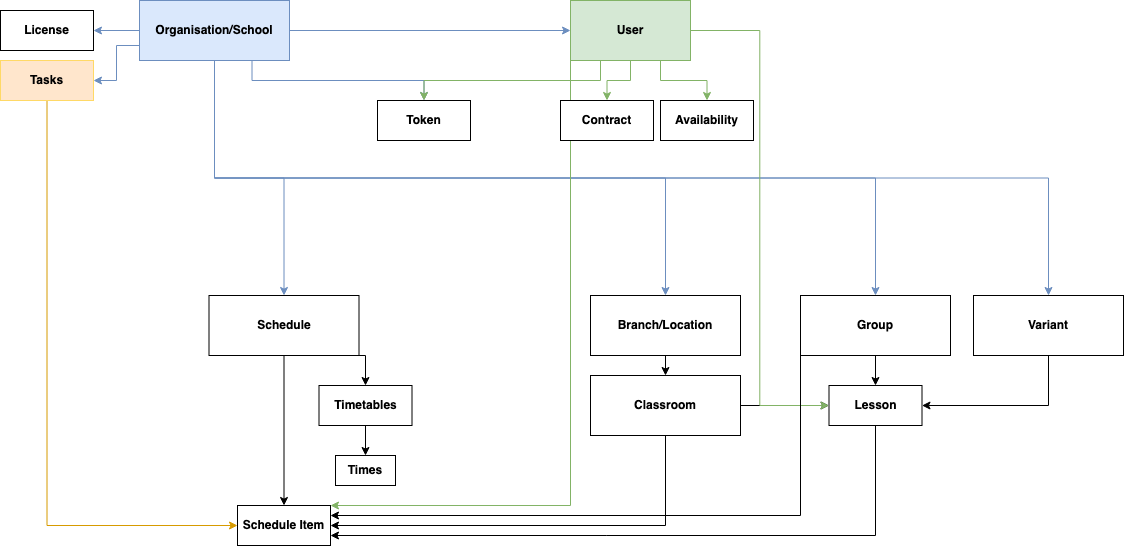 License
Organisation/School
User
Tasks
Token
Contract
Availability
Schedule
Branch/Location
Group
Variant
Timetables
Classroom
Lesson
Times
Schedule Item